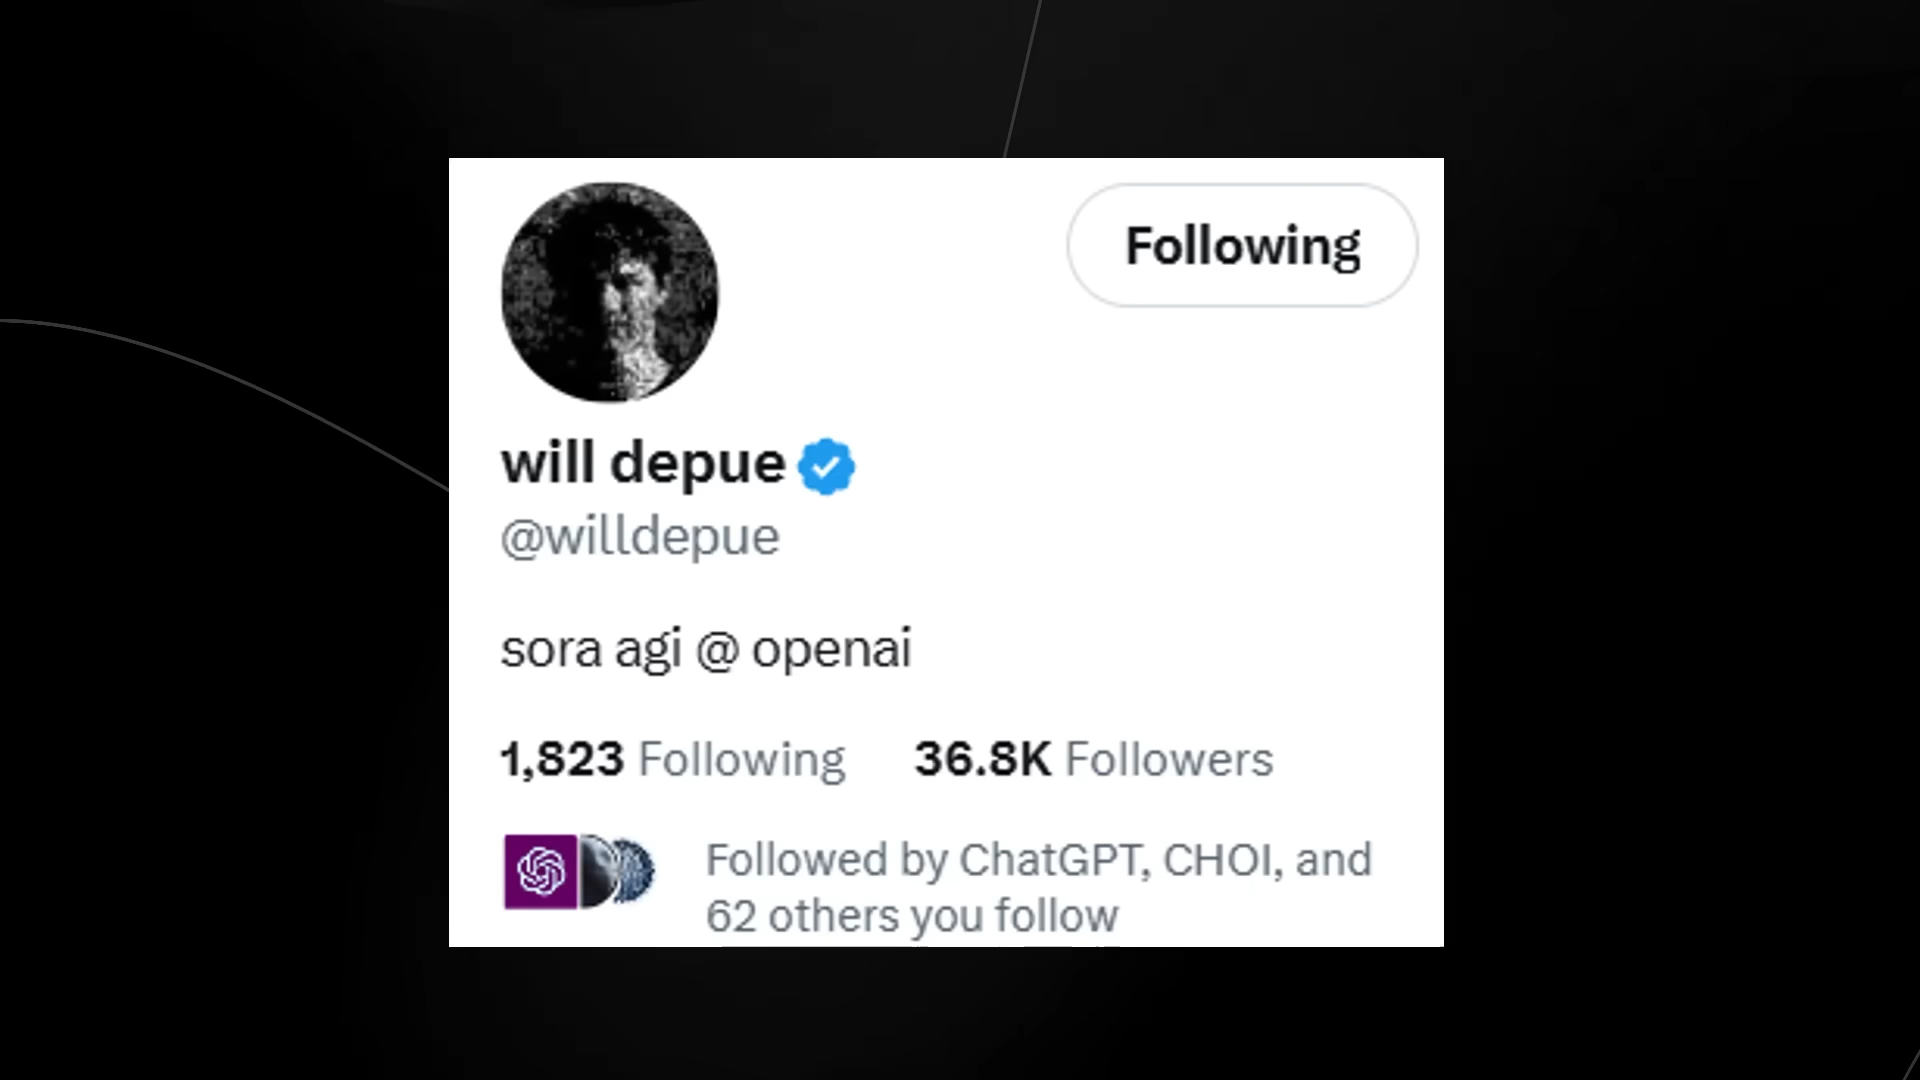 Following
will depue
@willdepue
sora agi @ openai
1,823 Following 36.8K Followers
Followed by ChatGPT, CHOI, and
62 others you follow